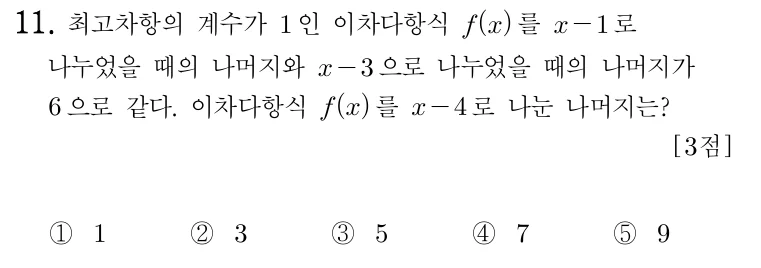 11. 최고차항의 계수가 1인 이차다항식 f(x)를 x-1로
나누었을 때의 나머지와 x-3으로 나누었을 때의 나머지가
6으로 같다. 이차다항식 f(x)를 x-4로 나눈 나머지는?
[3점]
① 1 ② 3 ③ 5 ④ 7 ⑤ 9